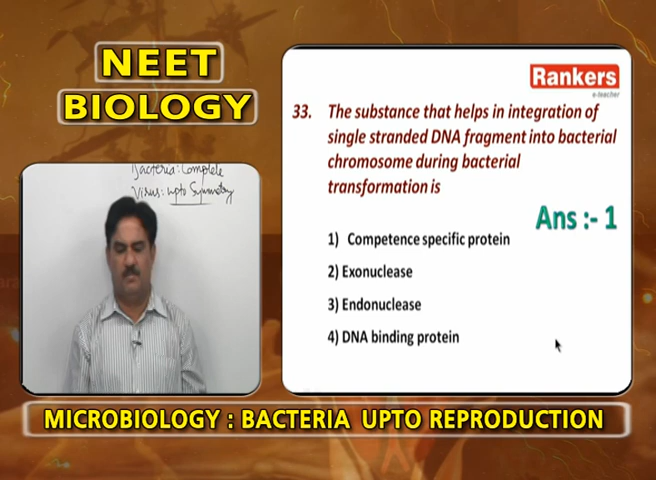 NEET
BIOLOGY
Bacteria: Complete
Virus: upto Symmetry
Rankers
e-teacher
33. The substance that helps in integration of
single stranded DNA fragment into bacterial
chromosome during bacterial
transformation is
Ans :- 1
1) Competence specific protein
2) Exonuclease
3) Endonuclease
4) DNA binding protein
MICROBIOLOGY : BACTERIA UPTO REPRODUCTION